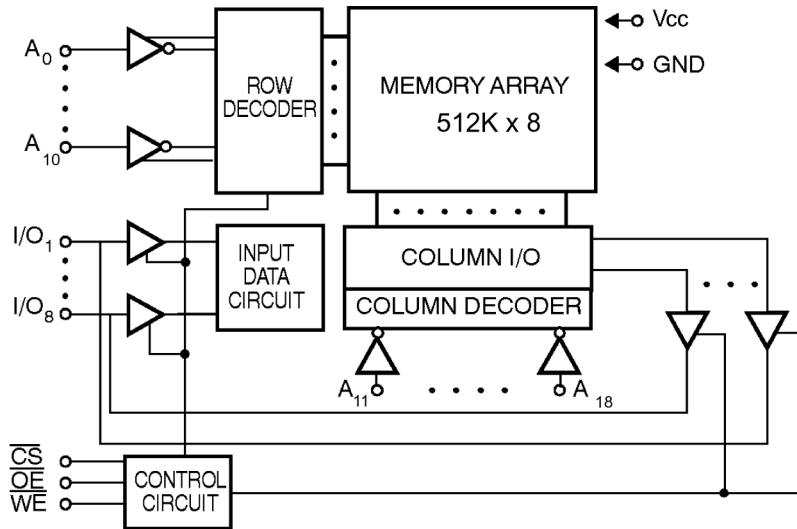 A0
A10
ROW
DECODER
MEMORY ARRAY
512K x 8
Vcc
GND
I/O1
I/O8
INPUT
DATA
CIRCUIT
COLUMN I/O
COLUMN DECODER
A11
A 18
CS
OE
WE
CONTROL
CIRCUIT